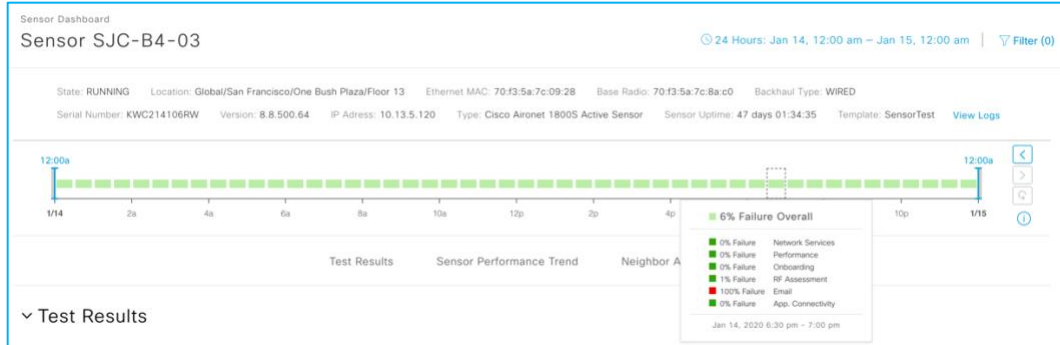 Sensor Dashboard
Sensor SJC-B4-03
24 Hours: Jan 14, 12:00 am – Jan 15, 12:00 am | Filter (0)
State: RUNNING Location: Global/San Francisco/One Bush Plaza/Floor 13 Ethernet MAC: 70:f3:5a:7c:09:28 Base Radio: 70:f3:5a:7c:8a:c0 Backhaul Type: WIRED
Serial Number: KWC214106RW Version: 8.8.500.64 IP Adress: 10.13.5.120 Type: Cisco Aironet 1800S Active Sensor Sensor Uptime: 47 days 01:34:35 Template: SensorTest View Logs
12:00a 12:00a
1/14 2a 4a 6a 8a 10a 12p 2p 4p 10p 1/15
6% Failure Overall
0% Failure Network Services
0% Failure Performance
0% Failure Onboarding
1% Failure RF Assessment
100% Failure Email
0% Failure App. Connectivity
Jan 14, 2020 6:30 pm - 7:00 pm
Test Results Sensor Performance Trend Neighbor A
Test Results